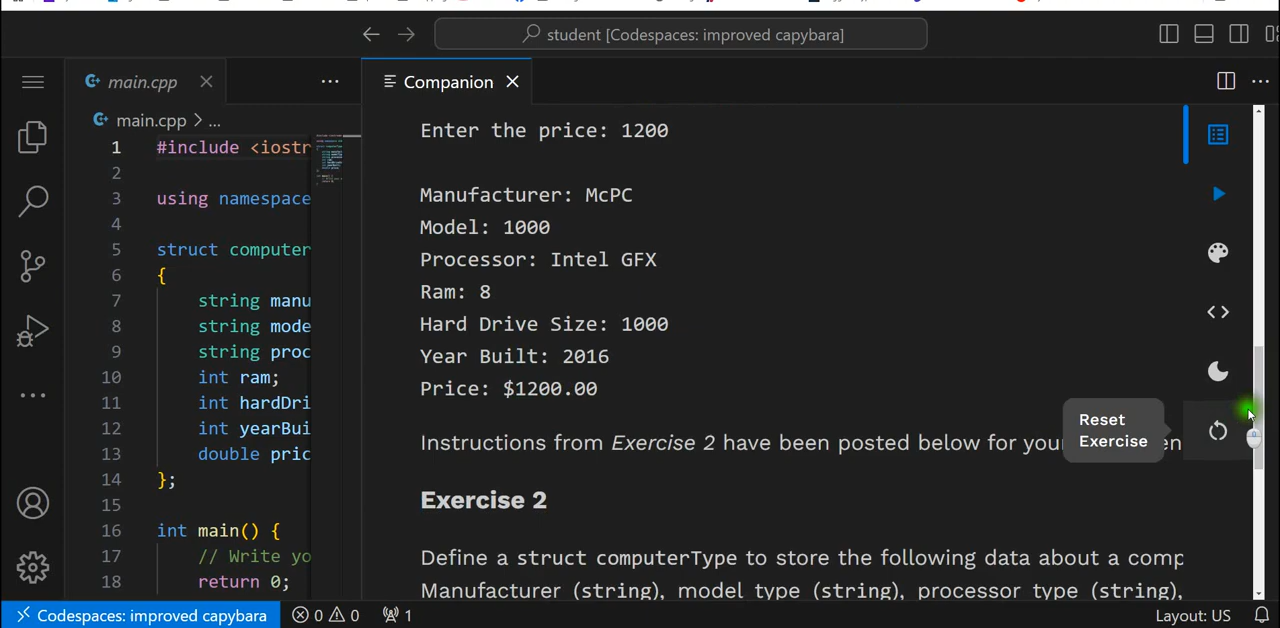 student [Codespaces: improved capybara]
main.cpp
Companion
main.cpp > ...
1 #include <iostr
2
3 using namespace
4
5 struct computer
6 {
7 string manu
8 string mode
9 string proc
10 int ram;
11 int hardDri
12 int yearBui
13 double pric
14 };
15
16 int main() {
17 // Write yo
18 return 0;
Enter the price: 1200
Manufacturer: McPC
Model: 1000
Processor: Intel GFX
Ram: 8
Hard Drive Size: 1000
Year Built: 2016
Price: $1200.00
Instructions from Exercise 2 have been posted below for you
Exercise 2
Define a struct computerType to store the following data about a comp
Manufacturer (string), model type (string), processor type (string),
Reset
Exercise
Codespaces: improved capybara 0 0 1 Layout: US